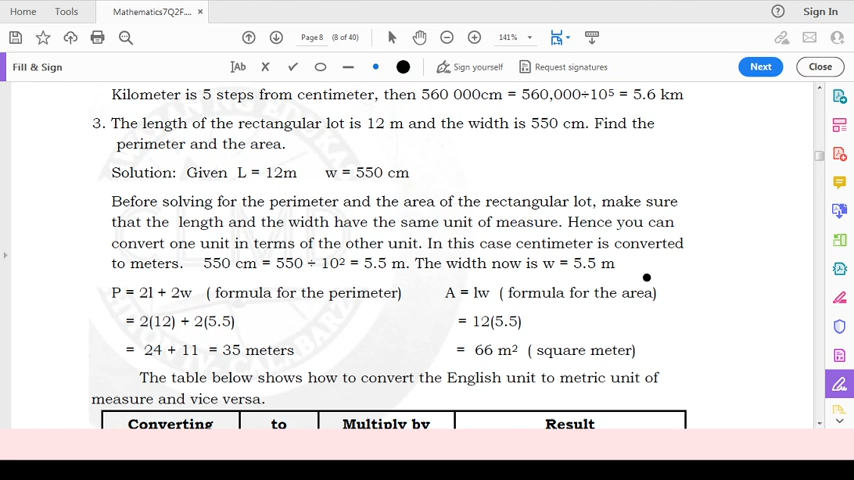 Home Tools Mathematics7Q2F... × Sign In
Page 8 (8 of 40) 141%
Fill & Sign Ab Sign yourself Request signatures Next Close
Kilometer is 5 steps from centimeter, then 560 000cm = 560,000÷10⁵ = 5.6 km
3. The length of the rectangular lot is 12 m and the width is 550 cm. Find the
perimeter and the area.
Solution: Given L = 12m w = 550 cm
Before solving for the perimeter and the area of the rectangular lot, make sure
that the length and the width have the same unit of measure. Hence you can
convert one unit in terms of the other unit. In this case centimeter is converted
to meters. 550 cm = 550 ÷ 10² = 5.5 m. The width now is w = 5.5 m
P = 2l + 2w ( formula for the perimeter) A = lw ( formula for the area)
= 2(12) + 2(5.5) = 12(5.5)
= 24 + 11 = 35 meters = 66 m² ( square meter)
The table below shows how to convert the English unit to metric unit of
measure and vice versa.
Converting to Multiply by Result